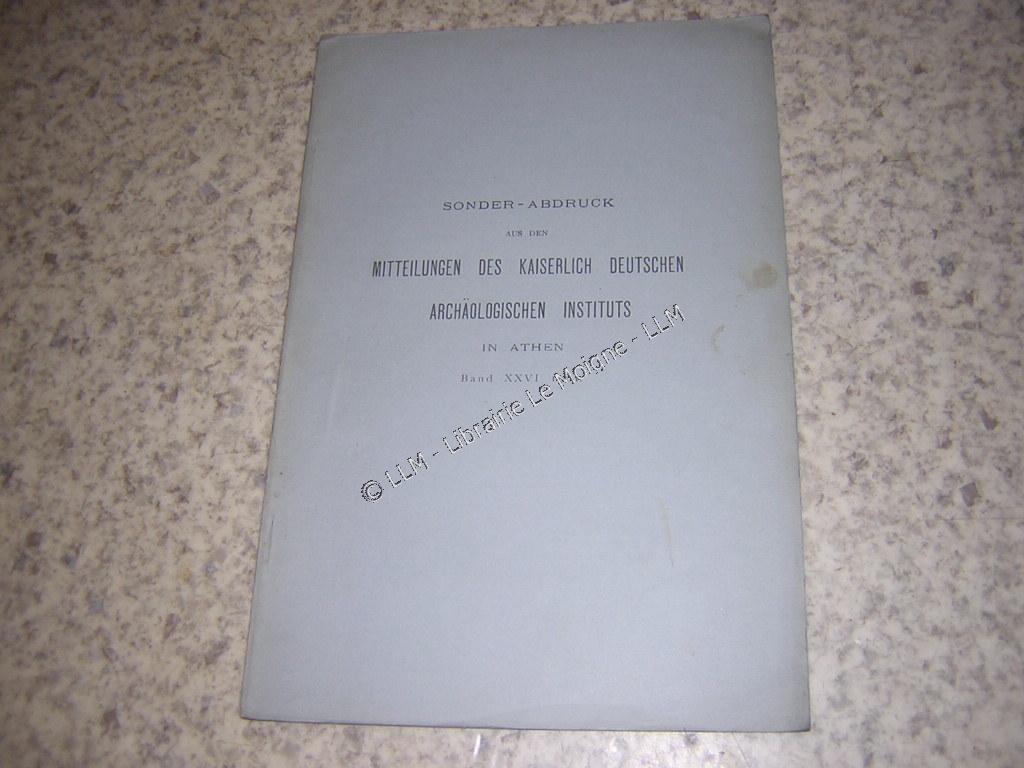 SONDER-ABDRUCK
AUS DEN
MITTEILUNGEN DES KAISERLICH DEUTSCHEN
ARCHÄOLOGISCHEN INSTITUTS
IN ATHEN
Band XXVI
© LLM - Librairie Le Moigne - LLM